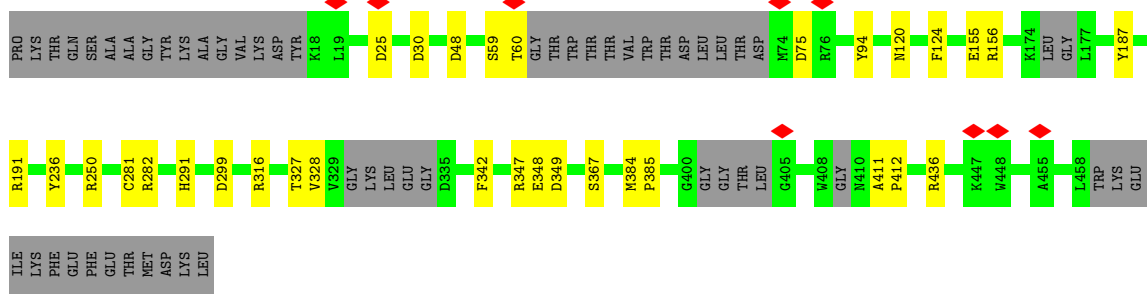 PRO LYS THR GLN SER ALA ALA GLY TYR LYS ALA GLY VAL LYS ASP TYR K18 L19 D25 D30 D48 S59 T60 GLY THR TRP THR THR VAL TRP THR ASP LEU LEU THR ASP M74 D75 R76 Y94 N120 F124 E155 R156 K174 LEU GLY L177 Y187
R191 Y236 R250 C281 R282 H291 D299 R316 T327 V328 V329 GLY LYS LEU GLU GLY D335 F342 R347 E348 D349 S367 M384 P385 G400 GLY GLY THR LEU G405 W408 GLY N410 A411 P412 R436 K447 W448 A455 L458 TRP LYS GLU
ILE LYS PHE GLU PHE GLU THR MET ASP LYS LEU